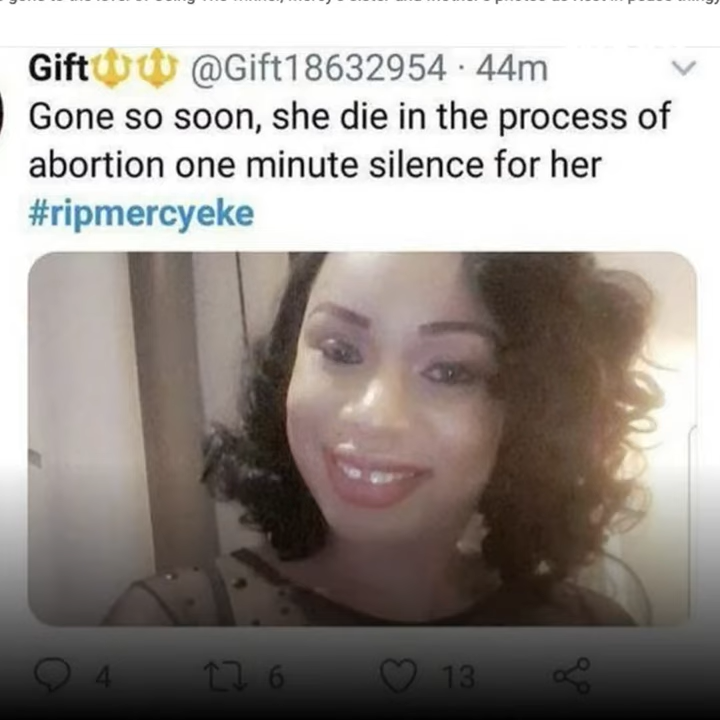 Gift @Gift18632954 · 44m
Gone so soon, she die in the process of
abortion one minute silence for her
#ripmercyeke
4 6 13